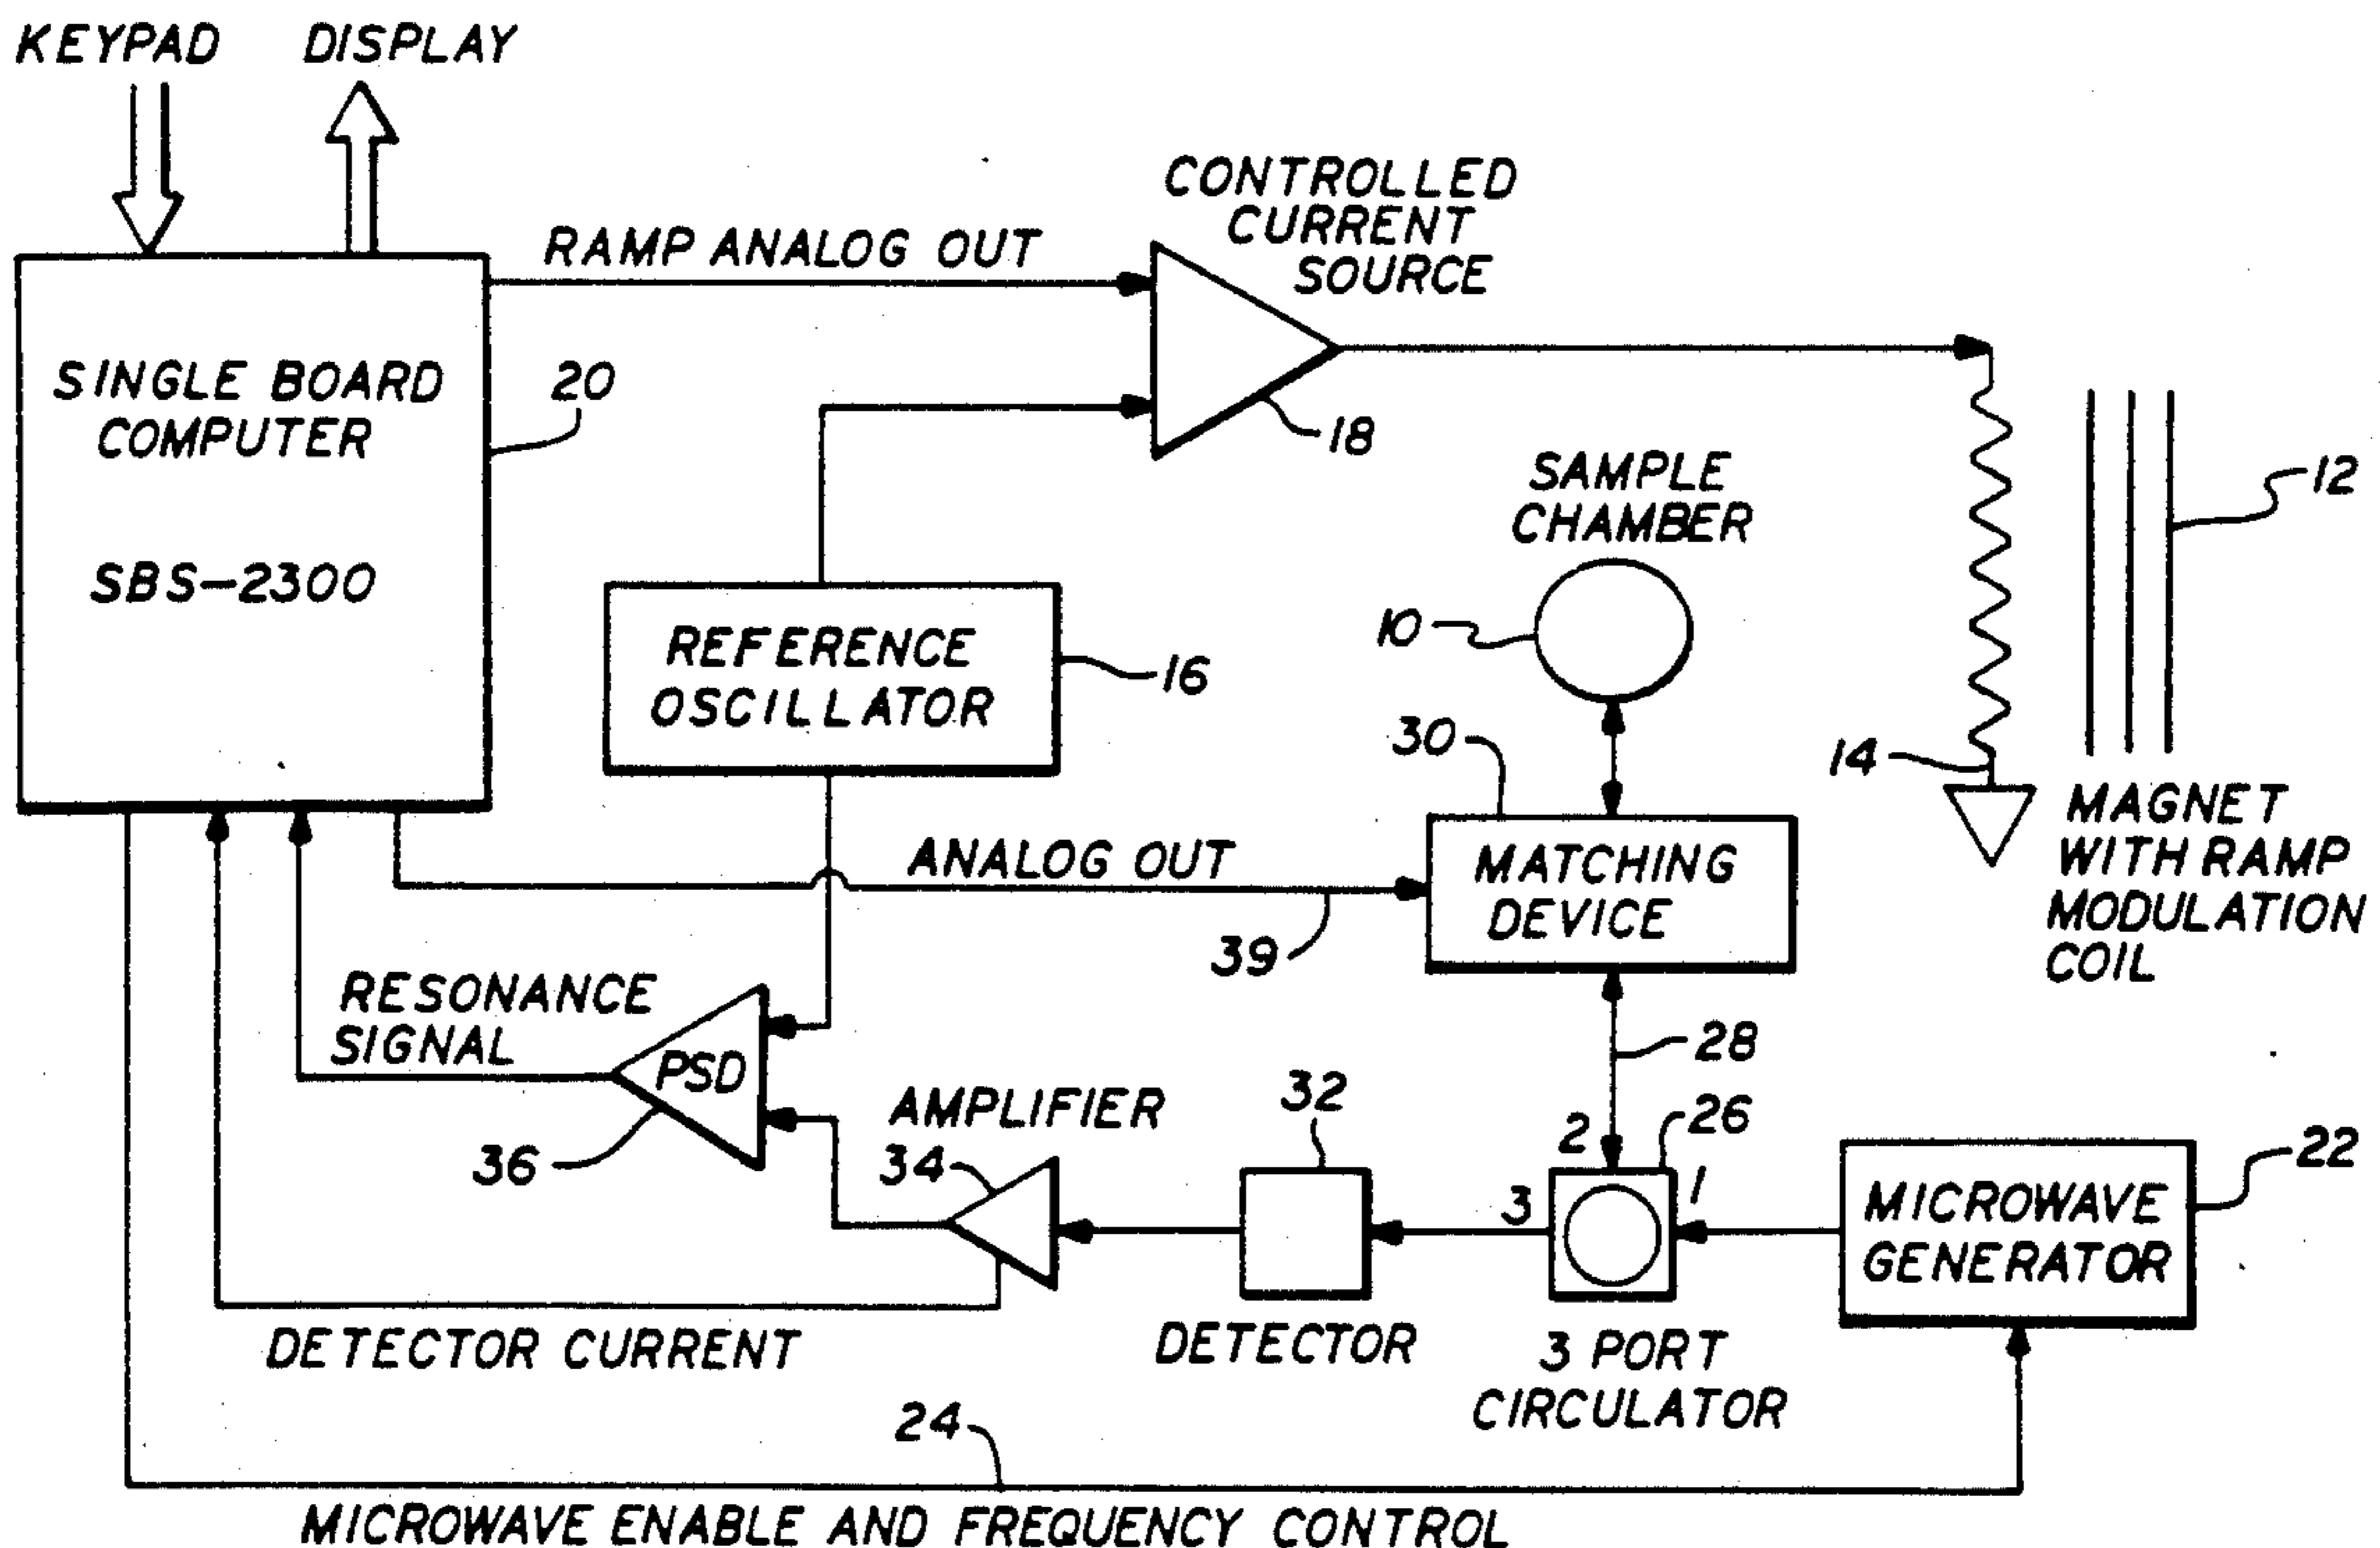 KEYPAD
DISPLAY
CONTROLLED
CURRENT
SOURCE
RAMP ANALOG OUT
SINGLE BOARD
COMPUTER
SBS-2300
20
18
SAMPLE
CHAMBER
12
10
REFERENCE
OSCILLATOR
16
30
14
MAGNET
WITH RAMP
MODULATION
COIL
ANALOG OUT
MATCHING
DEVICE
39
RESONANCE
SIGNAL
PSD
28
36
AMPLIFIER
34
32
2
26
3
1
22
MICROWAVE
GENERATOR
DETECTOR CURRENT
DETECTOR
3 PORT
CIRCULATOR
24
MICROWAVE ENABLE AND FREQUENCY CONTROL